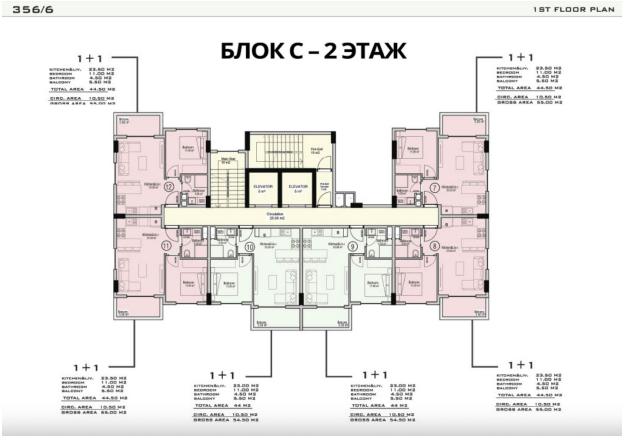 356/6
1ST FLOOR PLAN
БЛОК С – 2 ЭТАЖ
1+1
KITCHEN&LIV. 23.50 M2
BEDROOM 11.00 M2
BATHROOM 4.50 M2
BALCONY 5.50 M2
TOTAL AREA 44.50 M2
CIRC. AREA 10.50 M2
GROSS AREA 55.00 M2
1+1
KITCHEN&LIV. 23.50 M2
BEDROOM 11.00 M2
BATHROOM 4.50 M2
BALCONY 5.50 M2
TOTAL AREA 44.50 M2
CIRC. AREA 10.50 M2
GROSS AREA 55.00 M2
ELEVATOR
ELEVATOR
Circulation
12
7
11
10
9
8
1+1
KITCHEN&LIV. 23.50 M2
BEDROOM 11.00 M2
BATHROOM 4.50 M2
BALCONY 5.50 M2
TOTAL AREA 44.50 M2
CIRC. AREA 10.50 M2
GROSS AREA 55.00 M2
1+1
KITCHEN&LIV. 23.00 M2
BEDROOM 11.00 M2
BATHROOM 4.50 M2
BALCONY 5.50 M2
TOTAL AREA 44 M2
CIRC. AREA 10.50 M2
GROSS AREA 54.50 M2
1+1
KITCHEN&LIV. 23.00 M2
BEDROOM 11.00 M2
BATHROOM 4.50 M2
BALCONY 5.50 M2
TOTAL AREA 44 M2
CIRC. AREA 10.50 M2
GROSS AREA 54.50 M2
1+1
KITCHEN&LIV. 23.50 M2
BEDROOM 11.00 M2
BATHROOM 4.50 M2
BALCONY 5.50 M2
TOTAL AREA 44.50 M2
CIRC. AREA 10.50 M2
GROSS AREA 55.00 M2